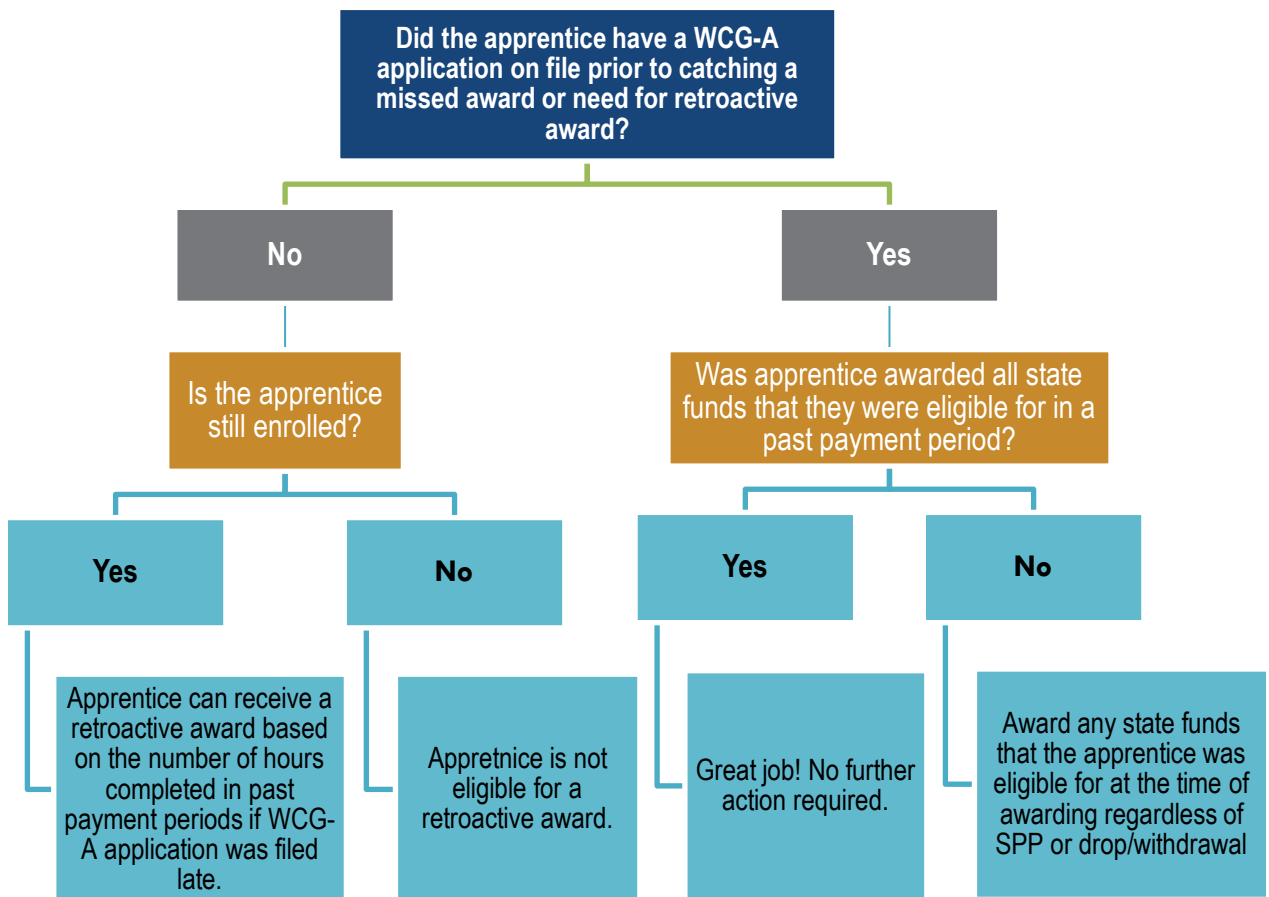 Did the apprentice have a WCG-A
application on file prior to catching a
missed award or need for retroactive
award?
No
Yes
Is the apprentice
still enrolled?
Was apprentice awarded all state
funds that they were eligible for in a
past payment period?
Yes
No
Yes
No
Apprentice can receive a
retroactive award based
on the number of hours
completed in past
payment periods if WCG-
A application was filed
late.
Appretnice is not
eligible for a
retroactive award.
Great job! No further
action required.
Award any state funds
that the apprentice was
eligible for at the time of
awarding regardless of
SPP or drop/withdrawal